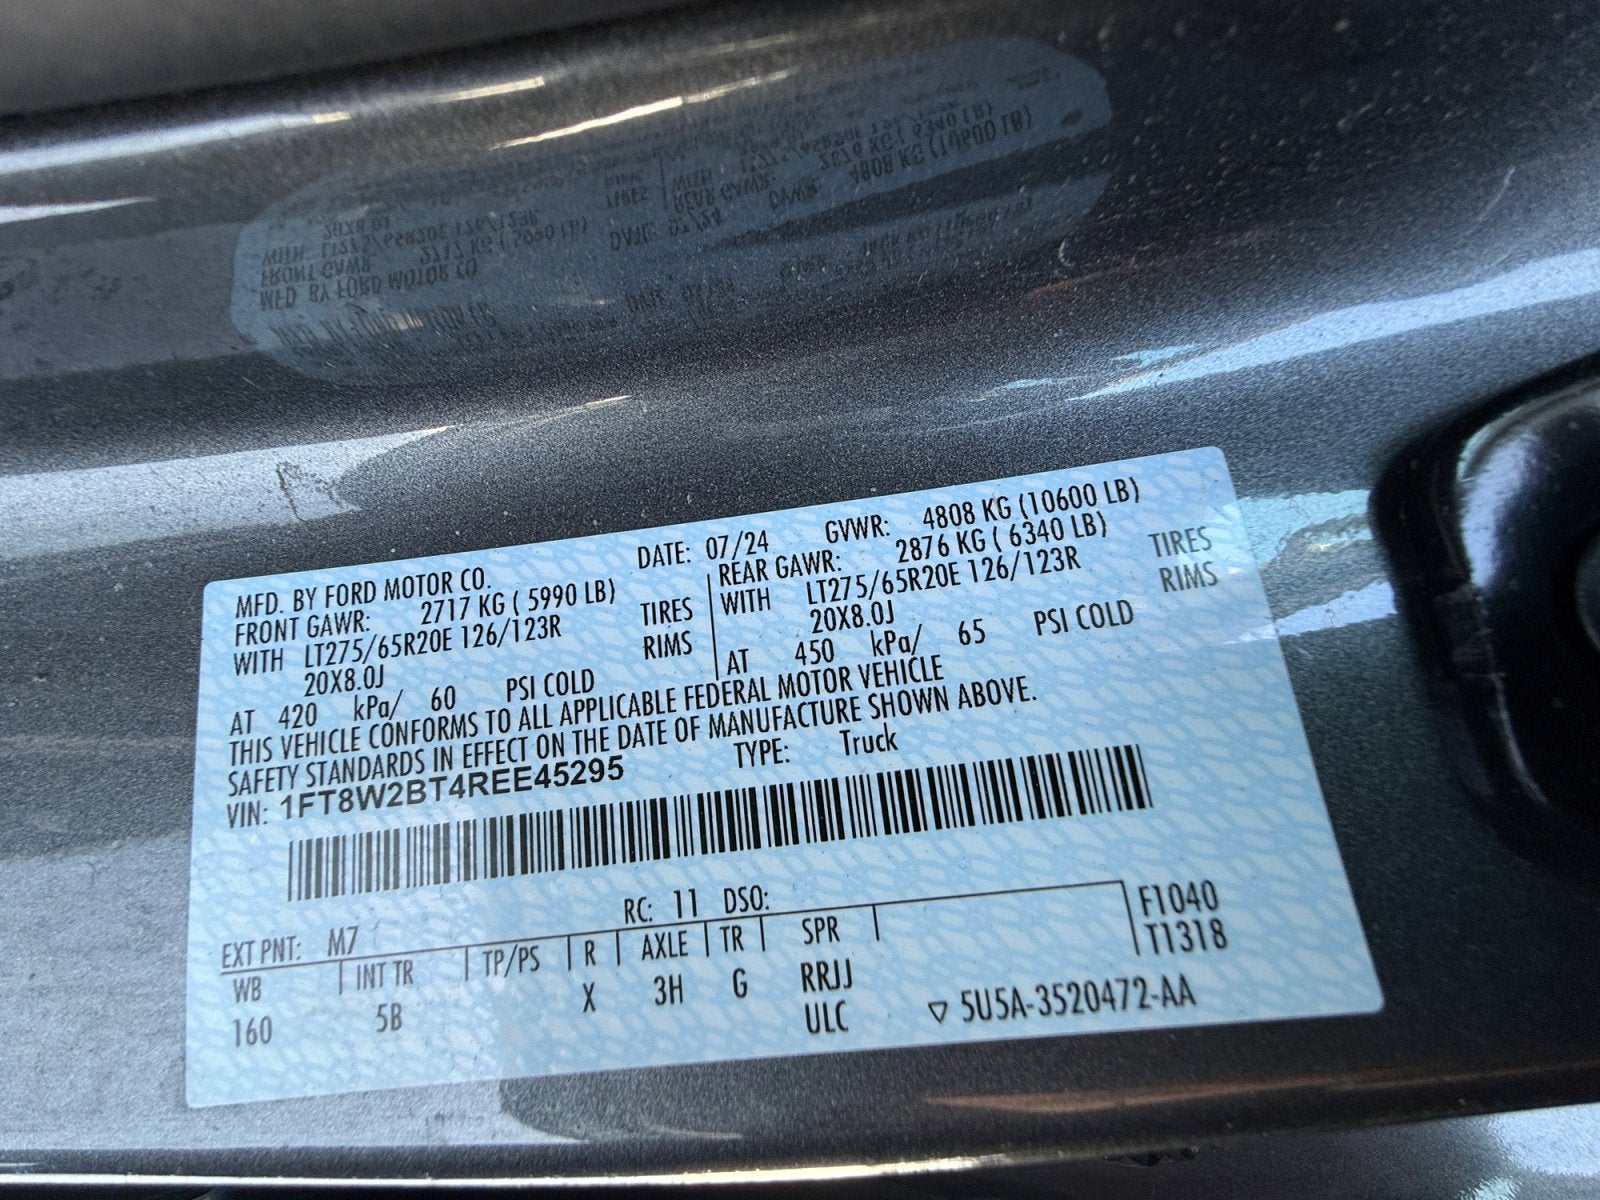 MFD. BY FORD MOTOR CO. DATE: 07/24 GVWR: 4808 KG (10600 LB)
FRONT GAWR: 2717 KG ( 5990 LB) REAR GAWR: 2876 KG ( 6340 LB)
WITH LT275/65R20E 126/123R TIRES WITH LT275/65R20E 126/123R TIRES
20X8.0J RIMS 20X8.0J RIMS
AT 420 kPa/ 60 PSI COLD AT 450 kPa/ 65 PSI COLD
THIS VEHICLE CONFORMS TO ALL APPLICABLE FEDERAL MOTOR VEHICLE
SAFETY STANDARDS IN EFFECT ON THE DATE OF MANUFACTURE SHOWN ABOVE.
VIN: 1FT8W2BT4REE45295 TYPE: Truck
EXT PNT: M7 RC: 11 DSO: F1040
WB INT TR TP/PS R AXLE TR SPR T1318
160 5B X 3H G RRJJ
ULC ▽ 5U5A-3520472-AA